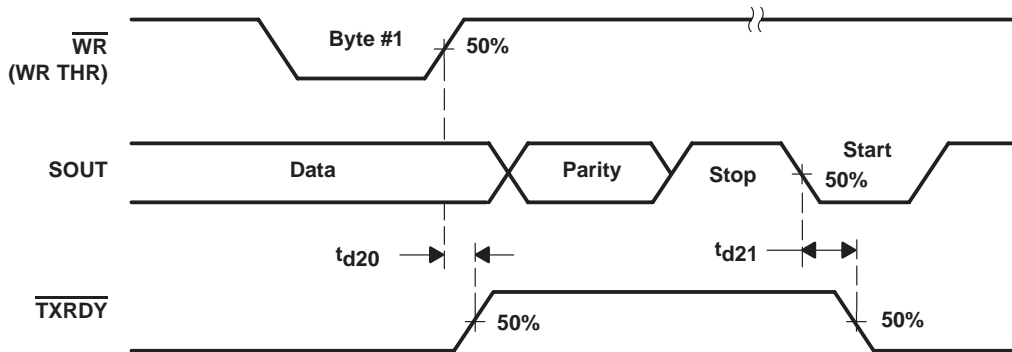 WR
(WR THR)
Byte #1
50%
SOUT
Data
Parity
Stop
Start
50%
td20
td21
TXRDY
50%
50%